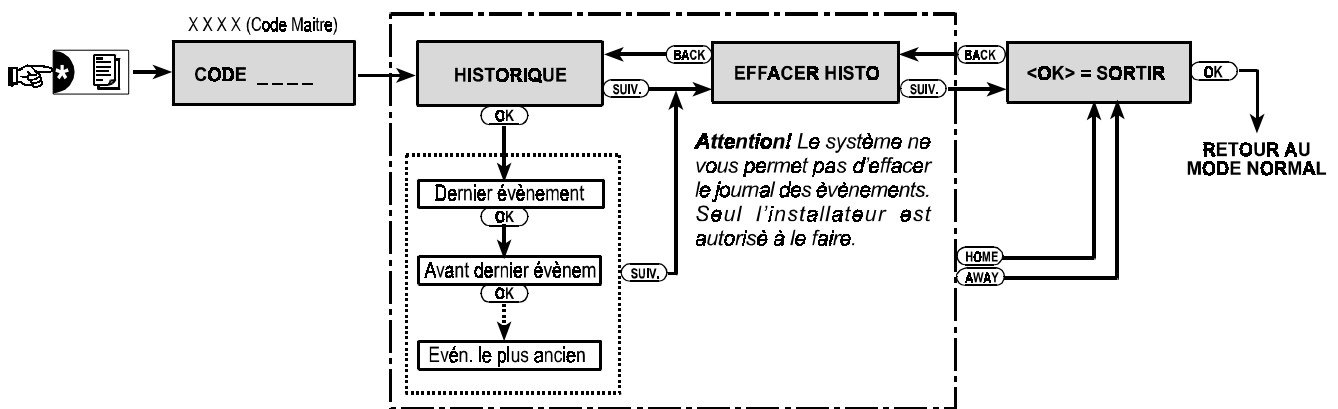 X X X X (Code Maitre)
*
CODE _ _ _ _
HISTORIQUE
BACK
SUIV.
EFFACER HISTO
BACK
SUIV.
<OK> = SORTIR
OK
RETOUR AU
MODE NORMAL
OK
Dernier évènement
OK
Avant dernier évènem
OK
Evén. le plus ancien
SUIV.
Attention! Le système ne
vous permet pas d'effacer
le journal des évènements.
Seul l'installateur est
autorisé à le faire.
HOME
AWAY